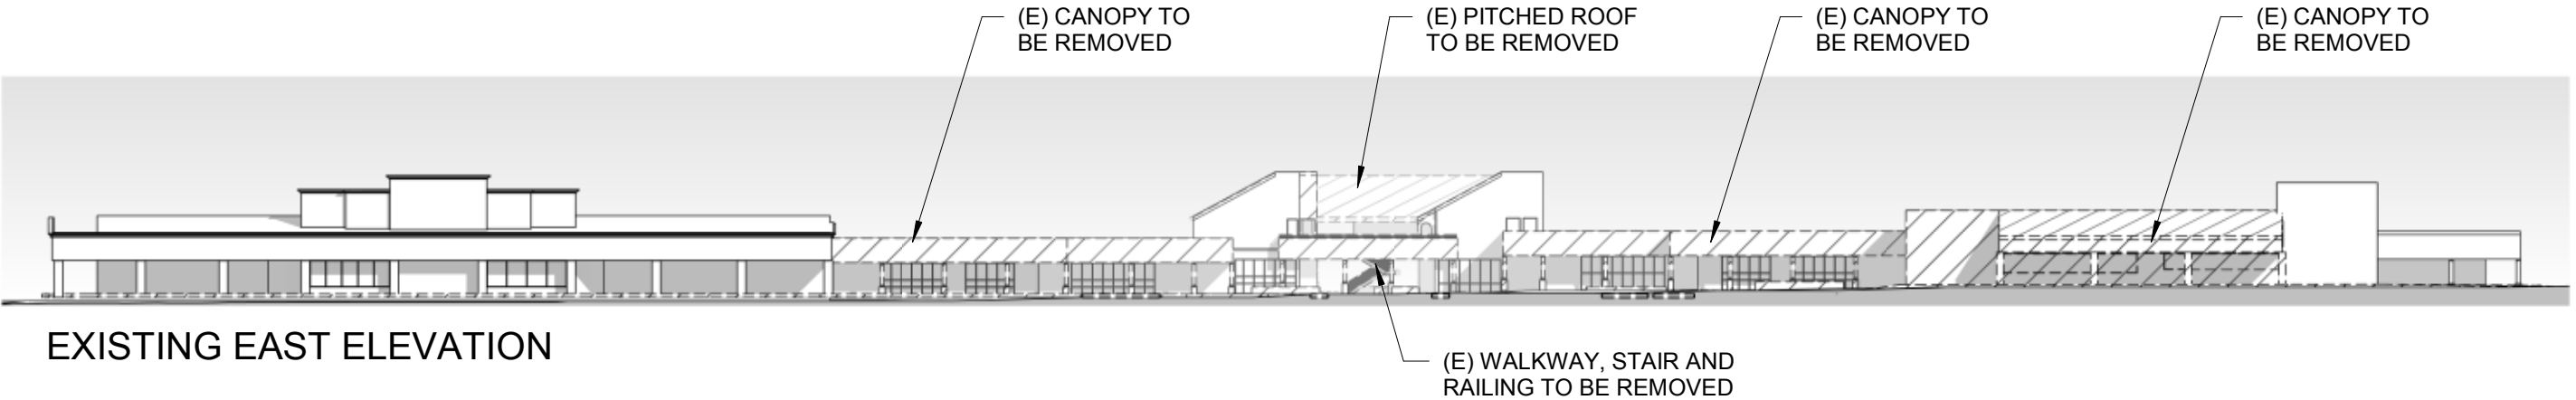 (E) CANOPY TO
BE REMOVED
(E) PITCHED ROOF
TO BE REMOVED
(E) CANOPY TO
BE REMOVED
(E) CANOPY TO
BE REMOVED
EXISTING EAST ELEVATION
(E) WALKWAY, STAIR AND
RAILING TO BE REMOVED